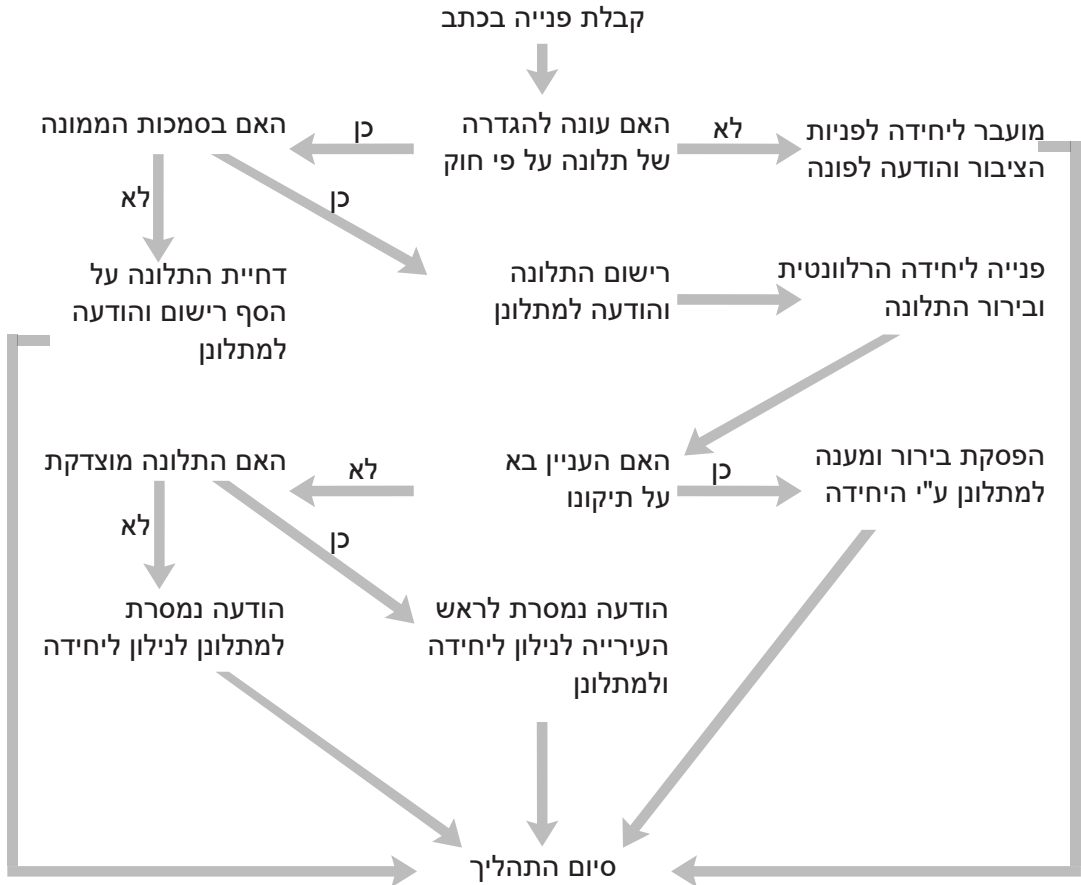 קבלת פנייה בכתב
האם עונה להגדרה
של תלונה על פי חוק
לא
מועבר ליחידה לפניות
הציבור והודעה לפונה
כן
האם בסמכות הממונה
לא
דחיית התלונה על
הסף רישום והודעה
למתלונן
כן
רישום התלונה
והודעה למתלונן
פנייה ליחידה הרלוונטית
ובירור התלונה
האם העניין בא
על תיקונו
כן
הפסקת בירור ומענה
למתלונן ע"י היחידה
לא
האם התלונה מוצדקת
לא
הודעה נמסרת
למתלונן לנילון ליחידה
כן
הודעה נמסרת לראש
העירייה לנילון ליחידה
ולמתלונן
סיום התהליך